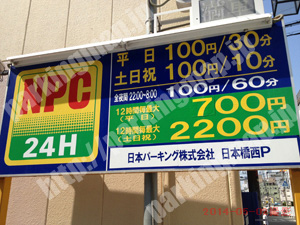 NPC
24H
平日 100円/30分
土日祝 100円/10分
全夜間 22:00~8:00 100円/60分
12時間毎最大
(平日) 700円
12時間毎最大
(土日祝) 2200円
日本パーキング株式会社 日本橋西P